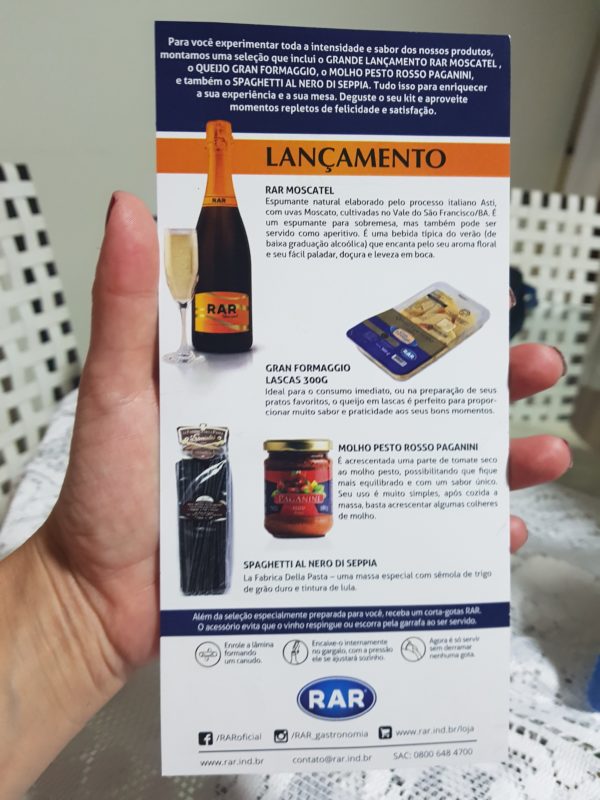 Para você experimentar toda a intensidade e sabor dos nossos produtos,
montamos uma seleção que inclui o GRANDE LANÇAMENTO RAR MOSCATEL ,
o QUEIJO GRAN FORMAGGIO, o MOLHO PESTO ROSSO PAGANINI,
e também o SPAGHETTI AL NERO DI SEPPIA. Tudo isso para enriquecer
a sua experiência e a sua mesa. Deguste o seu kit e aproveite
momentos repletos de felicidade e satisfação.
LANÇAMENTO
RAR MOSCATEL
Espumante natural elaborado pelo processo italiano Asti,
com uvas Moscato, cultivadas no Vale do São Francisco/BA. É
um espumante para sobremesa, mas também pode ser
servido como aperitivo. É uma bebida típica do verão (de
baixa graduação alcoólica) que encanta pelo seu aroma floral
e seu fácil paladar, doçura e leveza em boca.
RAR
RAR
RAR
GRAN FORMAGGIO
LASCAS 300G
Ideal para o consumo imediato, ou na preparação de seus
pratos favoritos, o queijo em lascas é perfeito para propor-
cionar muito sabor e praticidade aos seus bons momentos.
MOLHO PESTO ROSSO PAGANINI
É acrescentada uma parte de tomate seco
ao molho pesto, possibilitando que fique
mais equilibrado e com um sabor único.
Seu uso é muito simples, após cozida a
massa, basta acrescentar algumas colheres
de molho.
PAGANINI
SPAGHETTI AL NERO DI SEPPIA
La Fabrica Della Pasta – uma massa especial com sêmola de trigo
de grão duro e tintura de lula.
Além da seleção especialmente preparada para você, receba um corta-gotas RAR.
O acessório evita que o vinho respingue ou escorra pela garrafa ao ser servido.
Enrole a lâmina
formando
um canudo.
Encaixe-o internamente
no gargalo, com a pressão
ele se ajustará sozinho.
Agora é só servir
sem derramar
nenhuma gota.
RAR
/RARoficial
/RAR_gastronomia
www.rar.ind.br/loja
www.rar.ind.br
contato@rar.ind.br
SAC: 0800 648 4700